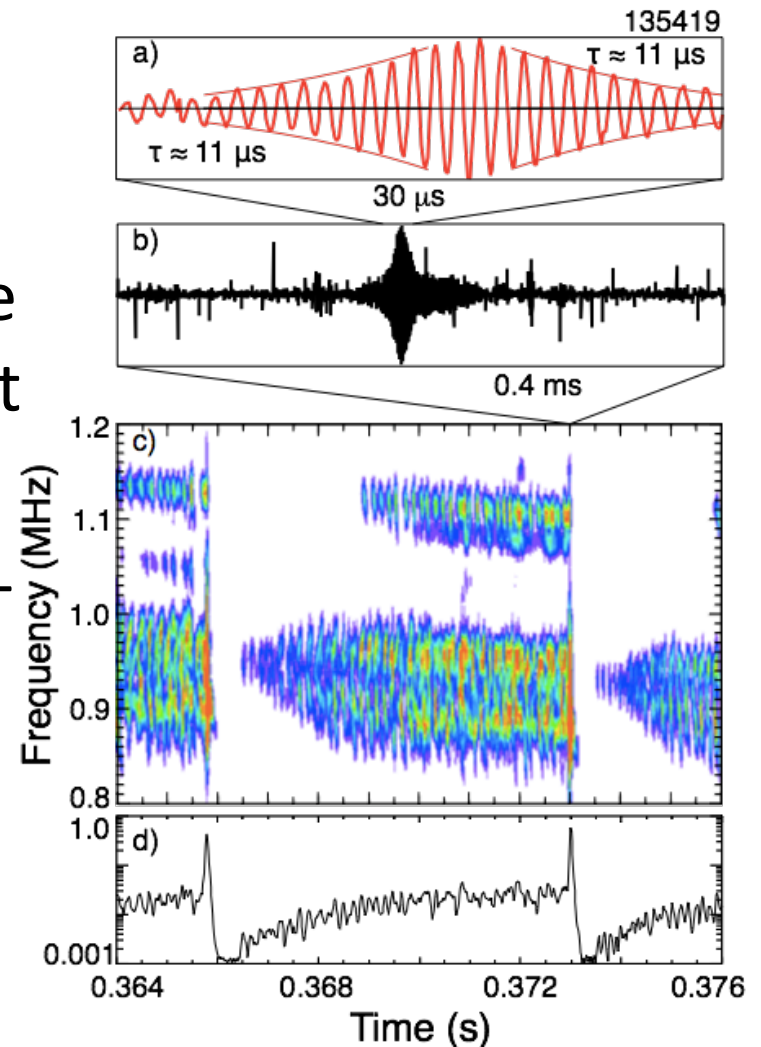 135419
a)
τ ≈ 11 μs
τ ≈ 11 μs
30 μs
b)
e
t
0.4 ms
c)
1.2
1.1
1.0
0.9
0.8
Frequency (MHz)
d)
1.0
0.001
0.364 0.368 0.372 0.376
Time (s)